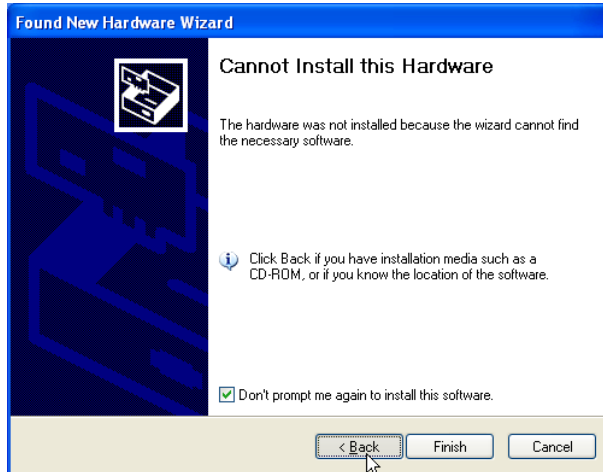 Found New Hardware Wizard
Cannot Install this Hardware
The hardware was not installed because the wizard cannot find
the necessary software.
Click Back if you have installation media such as a
CD-ROM, or if you know the location of the software.
Don't prompt me again to install this software.
< Back
Finish
Cancel